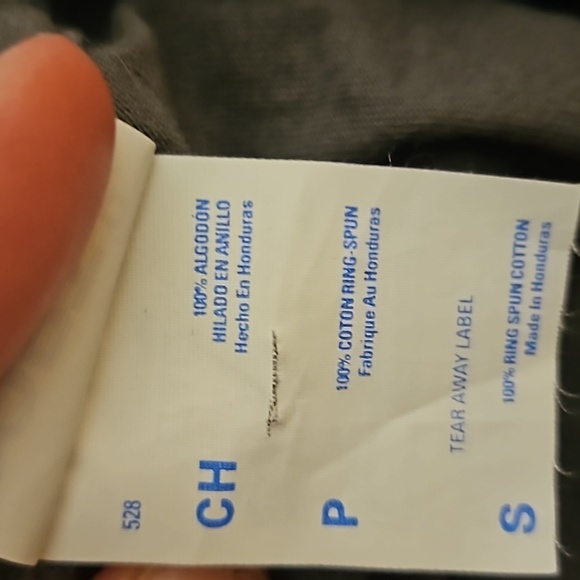 528
CH
100% ALGODÓN
HILADO EN ANILLO
Hecho En Honduras
P
100% COTON RING-SPUN
Fabrique Au Honduras
TEAR AWAY LABEL
S
100% RING SPUN COTTON
Made In Honduras